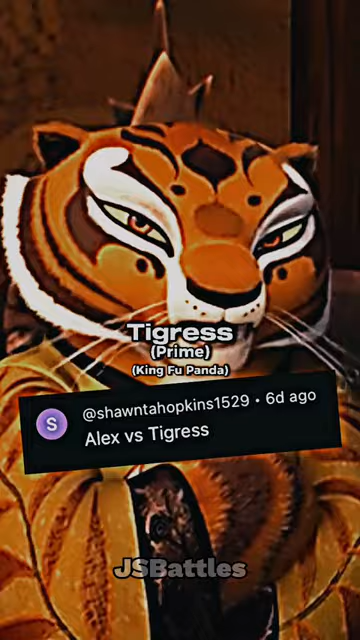 Tigress
(Prime)
(King Fu Panda)
S
@shawntahopkins1529 • 6d ago
Alex vs Tigress
JSBattles